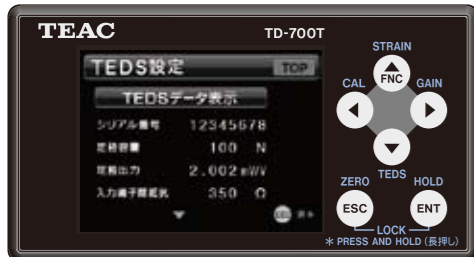 TEAC
TD-700T
STRAIN
FNC
CAL
GAIN
TEDS
ZERO
HOLD
ESC
ENT
LOCK
* PRESS AND HOLD (長押し)
TEDS設定
TOP
TEDSデータ表示
シリアル番号 12345678
定格容量 100 N
定格出力 2.002 mV/V
入力端子間抵抗 350 Ω
戻る